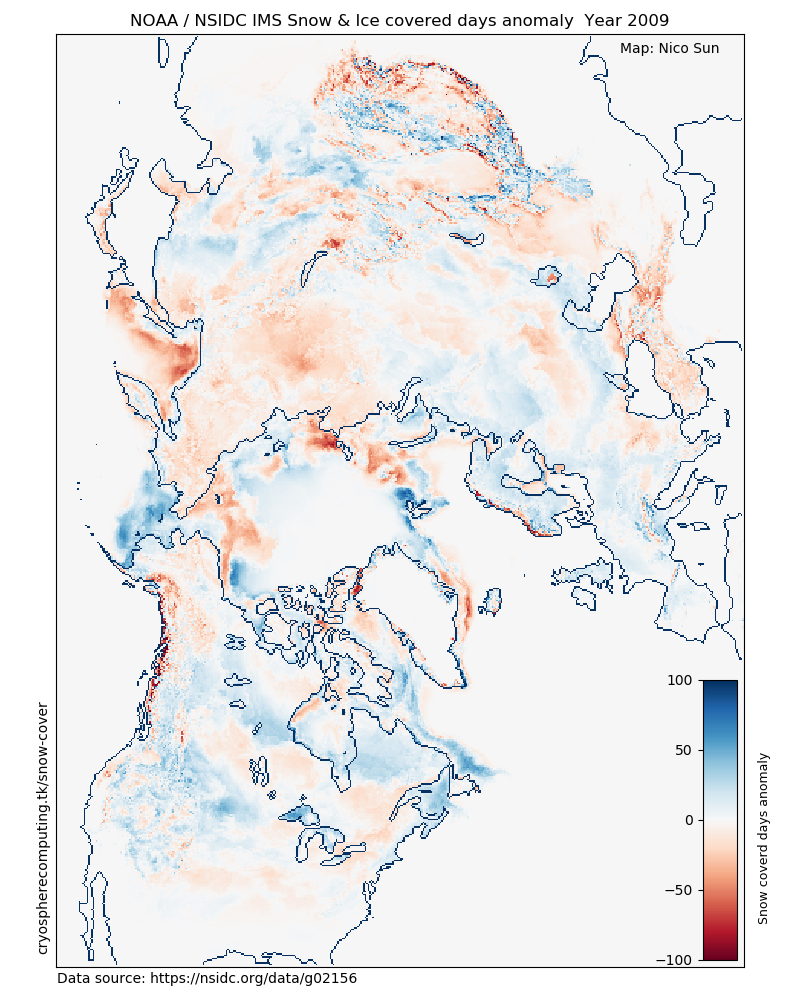 NOAA / NSIDC IMS Snow & Ice covered days anomaly  Year 2009
Map: Nico Sun
cryospherecomputing.tk/snow-cover
100
50
0
−50
−100
Snow coverd days anomaly
Data source: https://nsidc.org/data/g02156